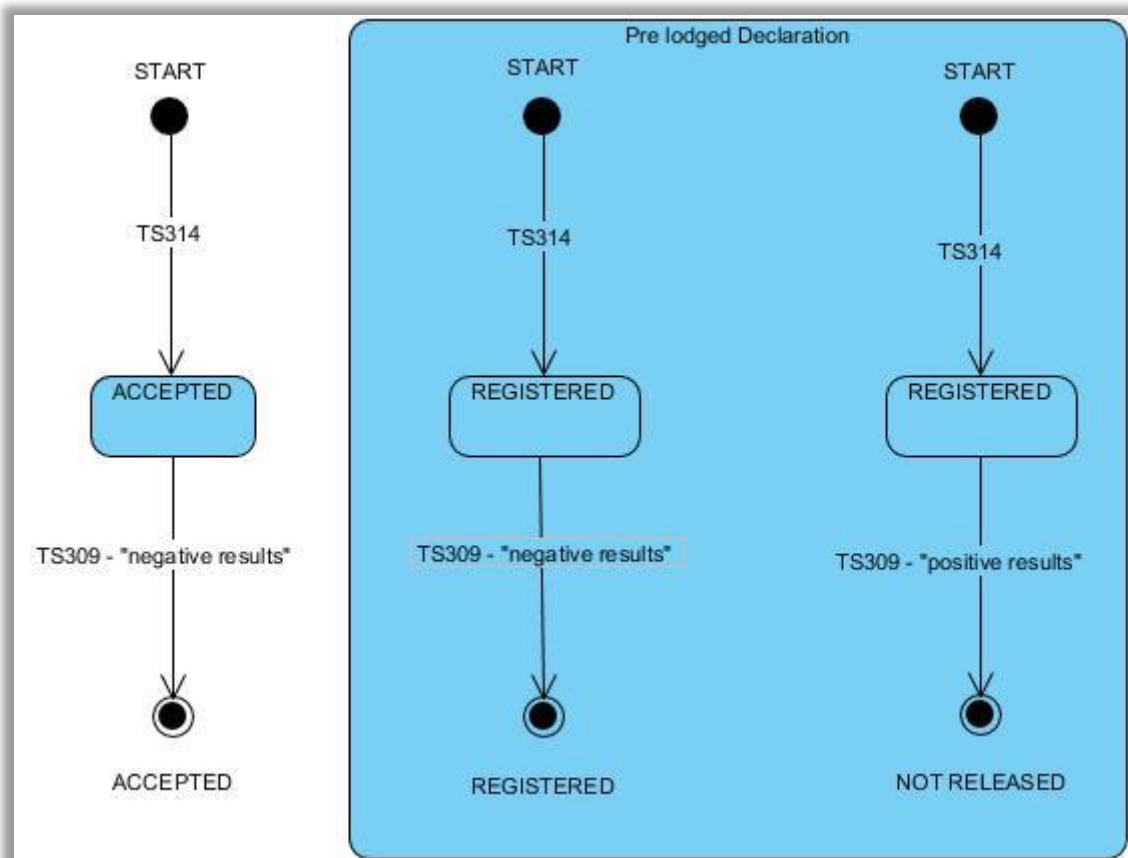 Pre lodged Declaration
START
START
START
TS314
TS314
TS314
ACCEPTED
REGISTERED
REGISTERED
TS309 - "negative results"
TS309 - "negative results"
TS309 - "positive results"
ACCEPTED
REGISTERED
NOT RELEASED